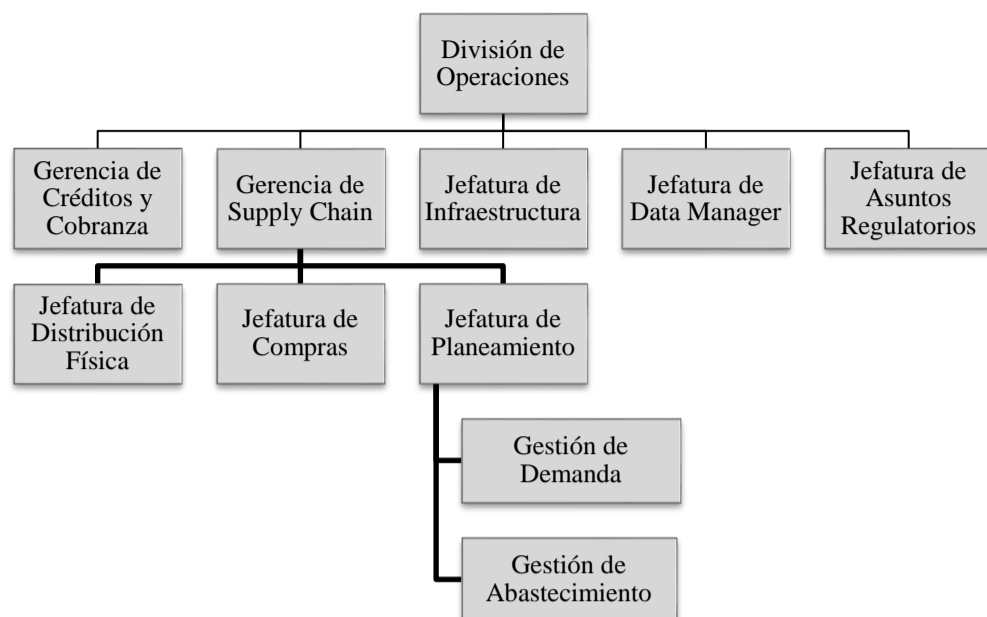 División de
Operaciones
Gerencia de
Créditos y
Cobranza
Gerencia de
Supply Chain
Jefatura de
Infraestructura
Jefatura de
Data Manager
Jefatura de
Asuntos
Regulatorios
Jefatura de
Distribución
Física
Jefatura de
Compras
Jefatura de
Planeamiento
Gestión de
Demanda
Gestión de
Abastecimiento